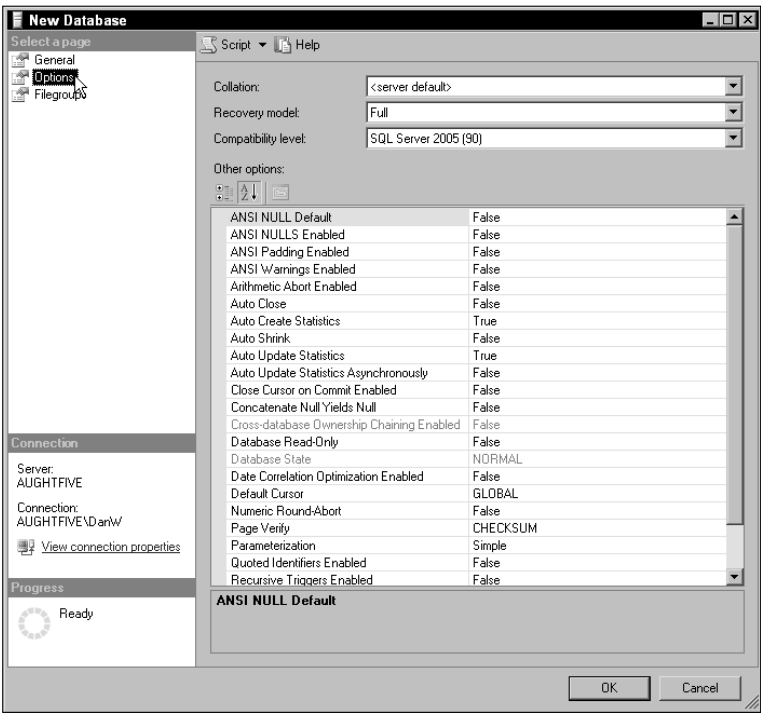 New Database
Select a page
General
Options
Filegroups
Script Help
Collation: <server default>
Recovery model: Full
Compatibility level: SQL Server 2005 (90)
Other options:
ANSI NULL Default False
ANSI NULLS Enabled False
ANSI Padding Enabled False
ANSI Warnings Enabled False
Arithmetic Abort Enabled False
Auto Close False
Auto Create Statistics True
Auto Shrink False
Auto Update Statistics True
Auto Update Statistics Asynchronously False
Close Cursor on Commit Enabled False
Concatenate Null Yields Null False
Cross-database Ownership Chaining Enabled False
Database Read-Only False
Database State NORMAL
Date Correlation Optimization Enabled False
Default Cursor GLOBAL
Numeric Round-Abort False
Page Verify CHECKSUM
Parameterization Simple
Quoted Identifiers Enabled False
Recursive Triggers Enabled False
ANSI NULL Default
Connection
Server:
AUGHTFIVE
Connection:
AUGHTFIVE\DanW
View connection properties
Progress
Ready
OK Cancel